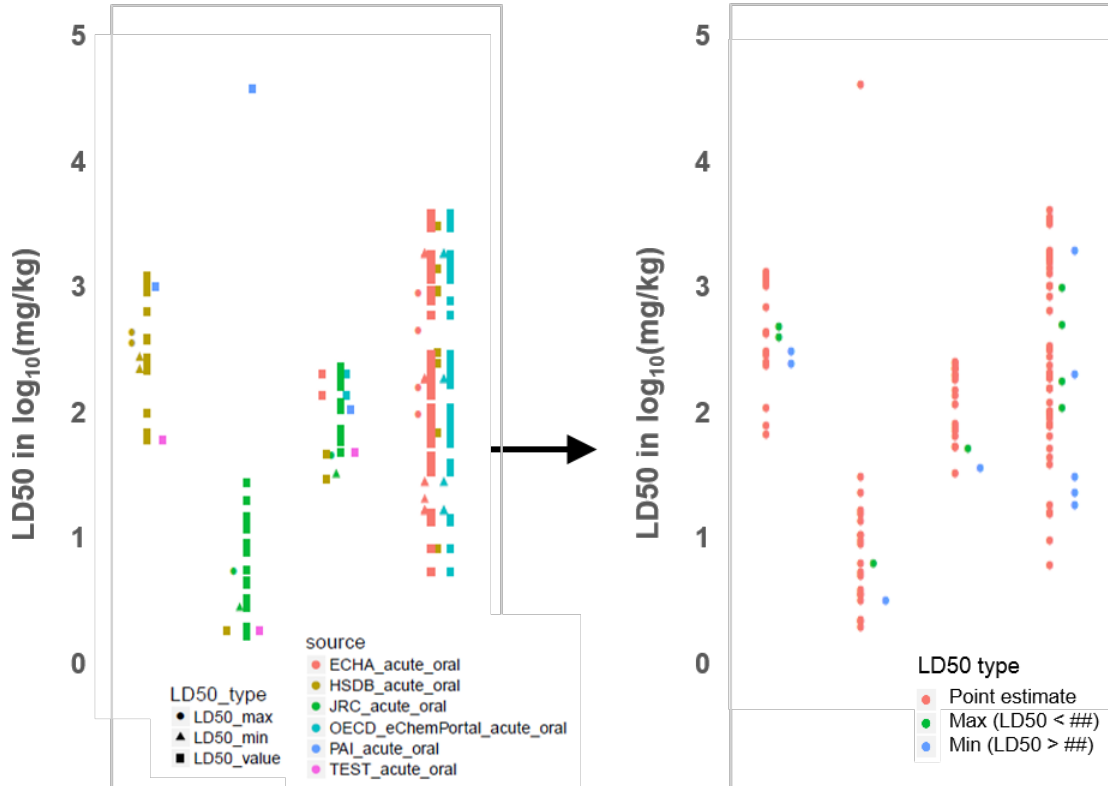 5
4
3
2
1
0
LD50 in log10(mg/kg)
LD50_type
LD50_max
LD50_min
LD50_value
source
ECHA_acute_oral
HSDB_acute_oral
JRC_acute_oral
OECD_eChemPortal_acute_oral
PAI_acute_oral
TEST_acute_oral
5
4
3
2
1
0
LD50 in log10(mg/kg)
LD50 type
Point estimate
Max (LD50 < ##)
Min (LD50 > ##)